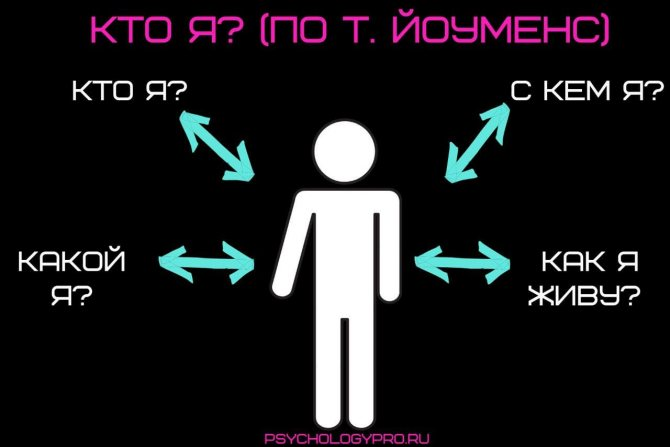 КТО Я? (ПО Т. ЙОУМЕНС)
КТО Я?
С КЕМ Я?
КАКОЙ
Я?
КАК Я
ЖИВУ?
PSYCHOLOGYPRO.RU